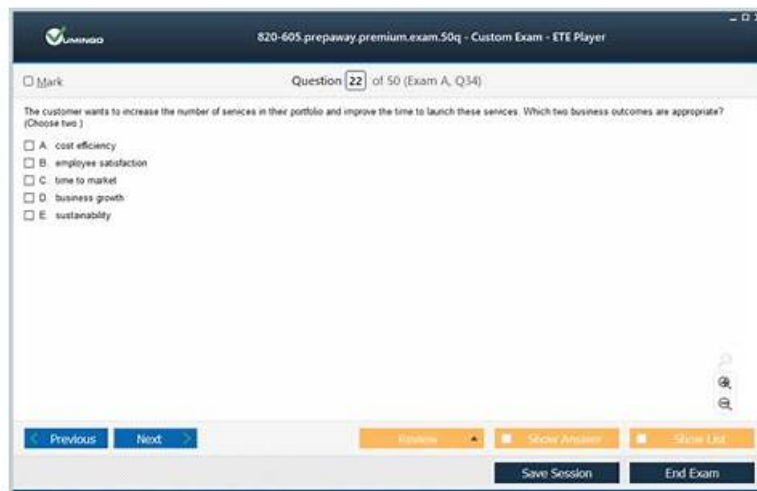 VUMINGO
820-605.prepaway.premium.exam.50q - Custom Exam - ETE Player
Mark
Question 22 of 50 (Exam A, Q34)
The customer wants to increase the number of services in their portfolio and improve the time to launch these services. Which two business outcomes are appropriate?
(Choose two.)
A. cost efficiency
B. employee satisfaction
C. time to market
D. business growth
E. sustainability
Previous
Next
Review
Show Answer
Show List
Save Session
End Exam